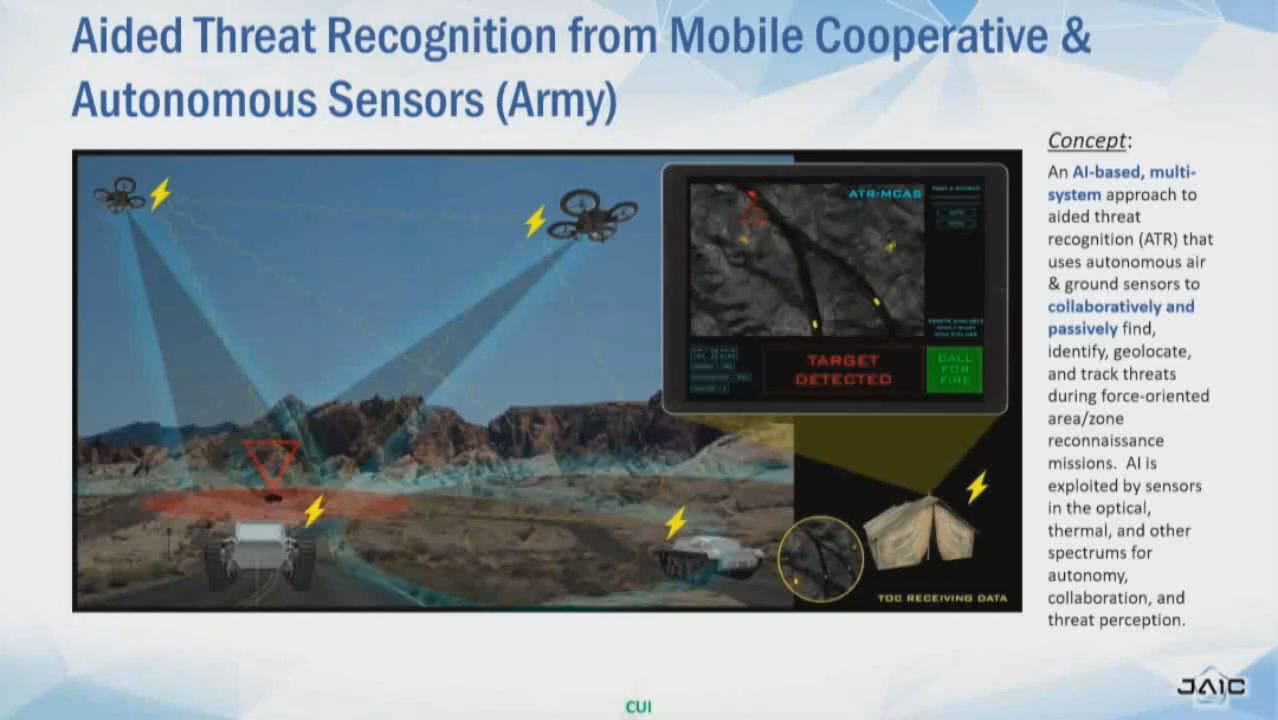 Aided Threat Recognition from Mobile Cooperative &
Autonomous Sensors (Army)
Concept:
An AI-based, multi-
system approach to
aided threat
recognition (ATR) that
uses autonomous air
& ground sensors to
collaboratively and
passively find,
identify, geolocate,
and track threats
during force-oriented
area/zone
reconnaissance
missions. AI is
exploited by sensors
in the optical,
thermal, and other
spectrums for
autonomy,
collaboration, and
threat perception.
ATR-MCAS
TARGET
DETECTED
CALL
FOR
FIRE
TOC RECEIVING DATA
JAIC
CUI